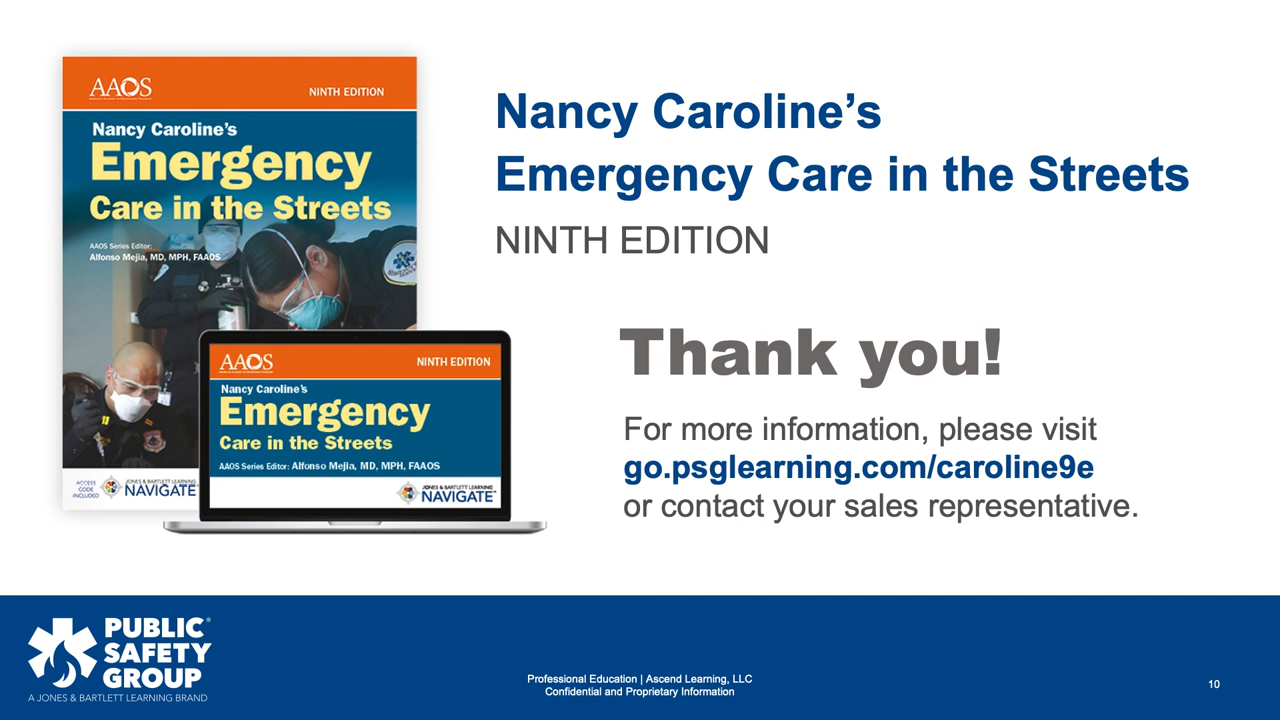 AAOS
NINTH EDITION
Nancy Caroline's
Emergency
Care in the Streets
AAOS Series Editor:
Alfonso Mejia, MD, MPH, FAAOS
ACCESS
CODE
INCLUDED
JONES & BARTLETT LEARNING
NAVIGATE
AAOS
NINTH EDITION
Nancy Caroline's
Emergency
Care in the Streets
AAOS Series Editor: Alfonso Mejia, MD, MPH, FAAOS
JONES & BARTLETT LEARNING
NAVIGATE™
Nancy Caroline’s
Emergency Care in the Streets
NINTH EDITION
Thank you!
For more information, please visit
go.psglearning.com/caroline9e
or contact your sales representative.
PUBLIC®
SAFETY
GROUP
A JONES & BARTLETT LEARNING BRAND
Professional Education | Ascend Learning, LLC
Confidential and Proprietary Information
10